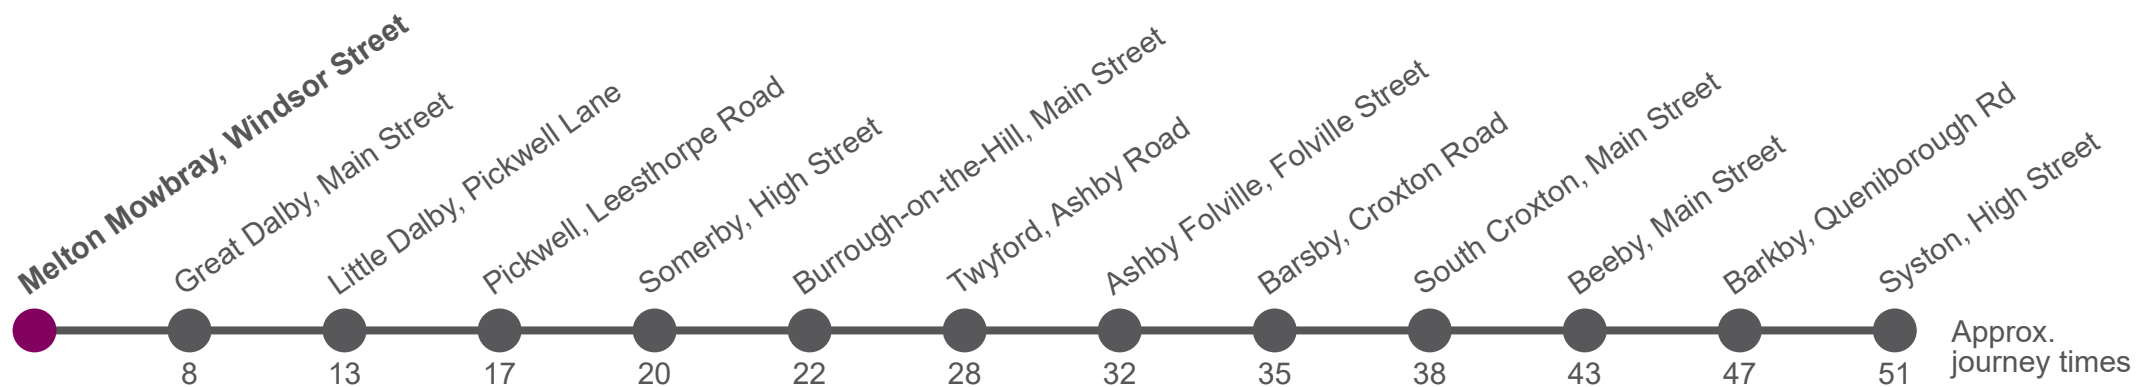 Melton Mowbray, Windsor Street
Great Dalby, Main Street
Little Dalby, Pickwell Lane
Pickwell, Leesthorpe Road
Somerby, High Street
Burrough-on-the-Hill, Main Street
Twyford, Ashby Road
Ashby Folville, Folville Street
Barsby, Croxton Road
South Croxton, Main Street
Beeby, Main Street
Barkby, Queniborough Rd
Syston, High Street
8 13 17 20 22 28 32 35 38 43 47 51
Approx.
journey times